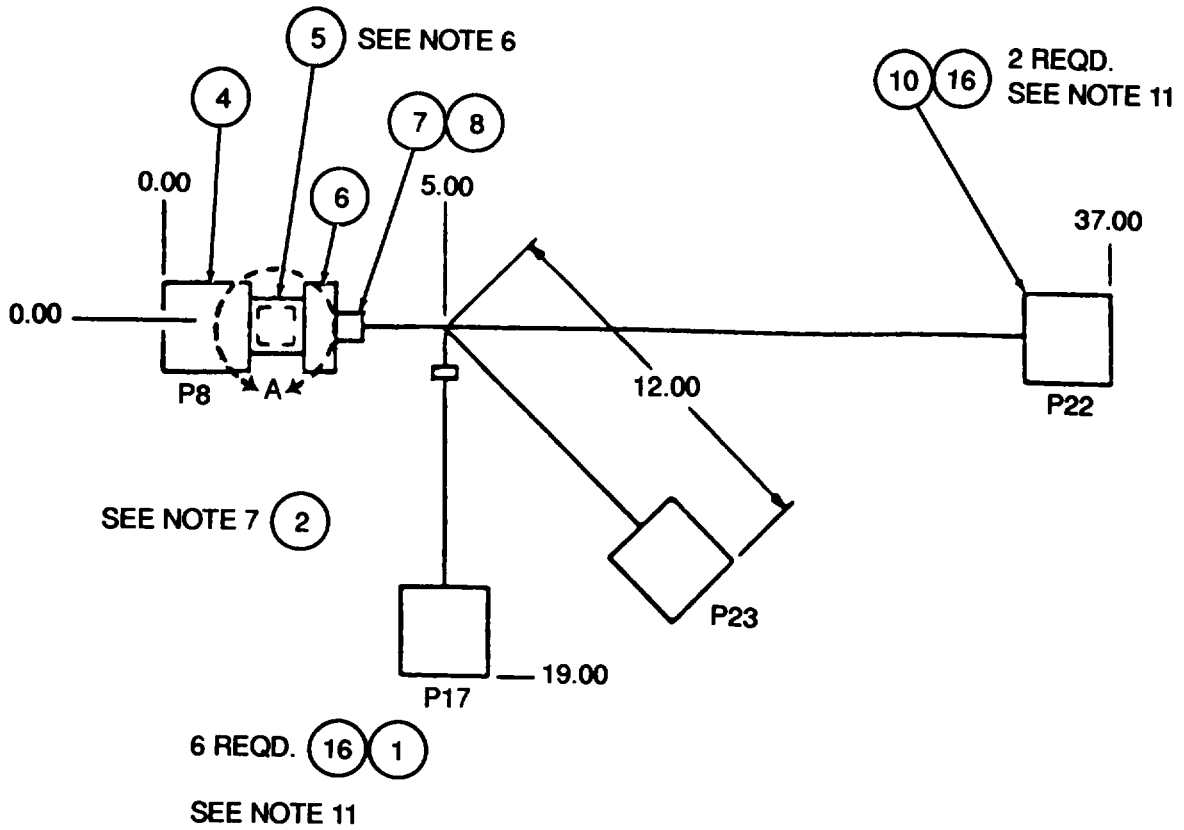 5 SEE NOTE 6
10 16 2 REQD.
SEE NOTE 11
4
7 8
0.00
6
5.00
37.00
0.00
P8
A
12.00
P22
SEE NOTE 7 2
P23
19.00
P17
6 REQD. 16 1
SEE NOTE 11